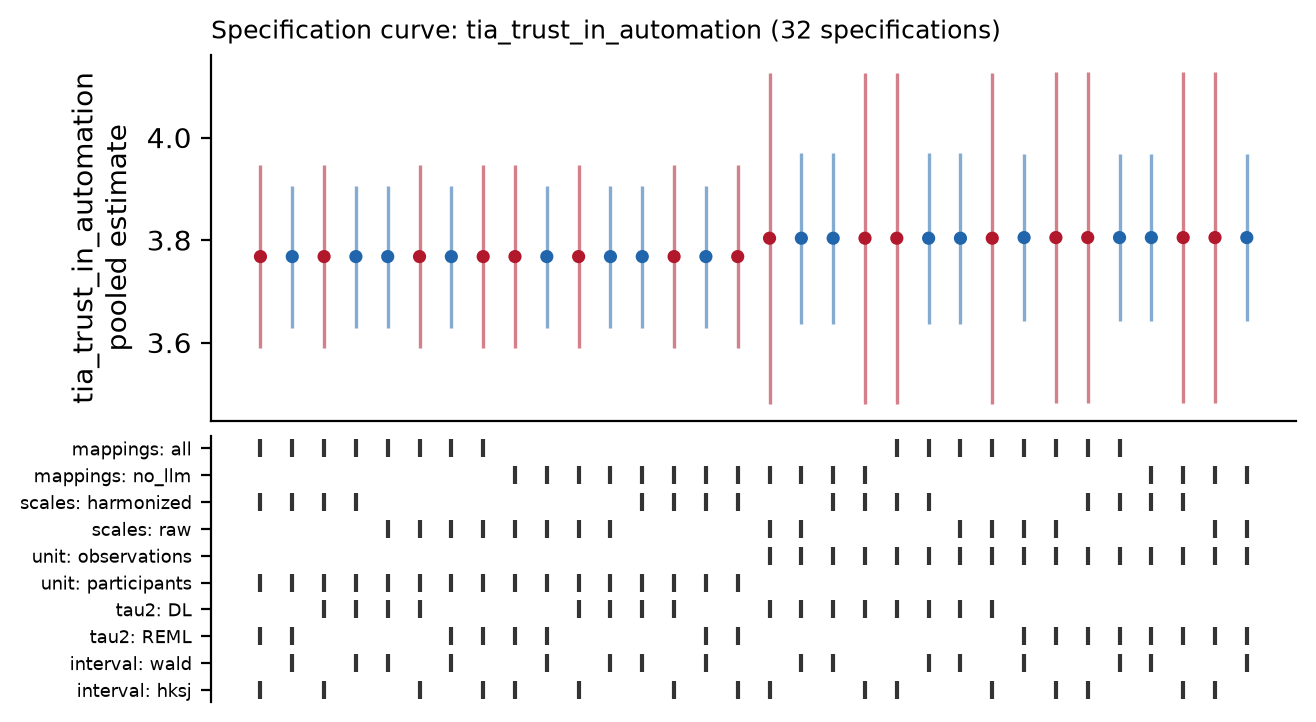 Specification curve: tia_trust_in_automation (32 specifications)
tia_trust_in_automation
pooled estimate
4.0
3.8
3.6
mappings: all
mappings: no_llm
scales: harmonized
scales: raw
unit: observations
unit: participants
tau2: DL
tau2: REML
interval: wald
interval: hksj